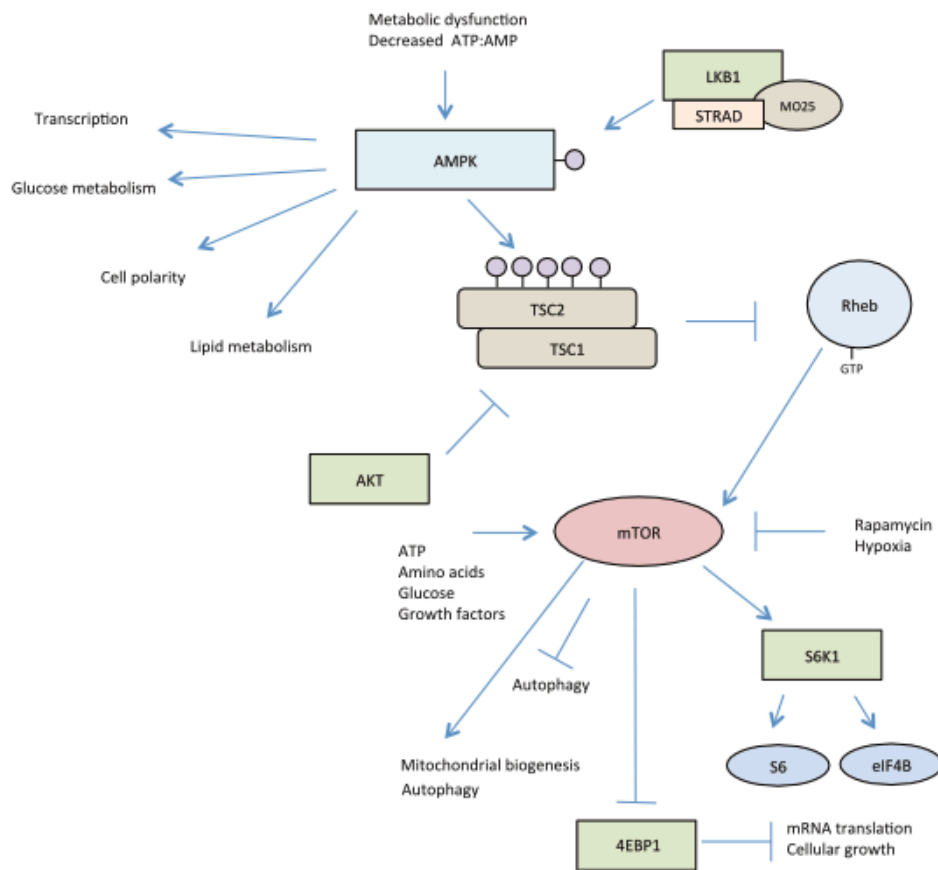 Metabolic dysfunction
Decreased ATP:AMP
LKB1
MO25
STRAD
Transcription
AMPK
Glucose metabolism
Cell polarity
TSC2
Rheb
Lipid metabolism
TSC1
GTP
AKT
mTOR
Rapamycin
Hypoxia
ATP
Amino acids
Glucose
Growth factors
S6K1
Autophagy
Mitochondrial biogenesis
Autophagy
S6
eIF4B
4EBP1
mRNA translation
Cellular growth